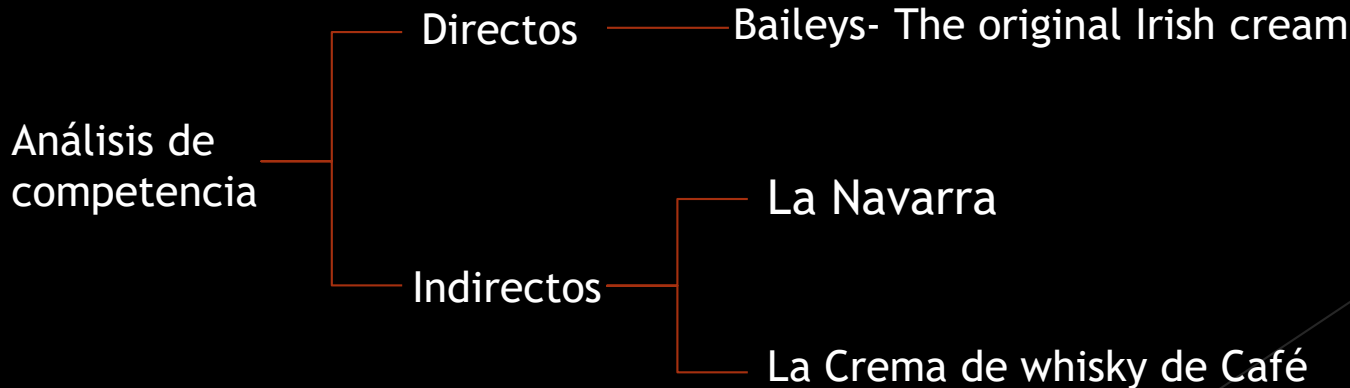 Directos
Baileys- The original Irish cream
Análisis de
competencia
La Navarra
Indirectos
La Crema de whisky de Café